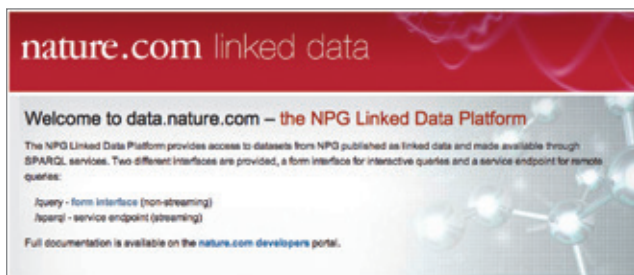 nature.com linked data
Welcome to data.nature.com – the NPG Linked Data Platform
The NPG Linked Data Platform provides access to datasets from NPG published as linked data and made available through
SPARQL services. Two different interfaces are provided, a form interface for interactive queries and a service endpoint for remote
queries:
/query - form interface (non-streaming)
/sparql - service endpoint (streaming)
Full documentation is available on the nature.com developers portal.